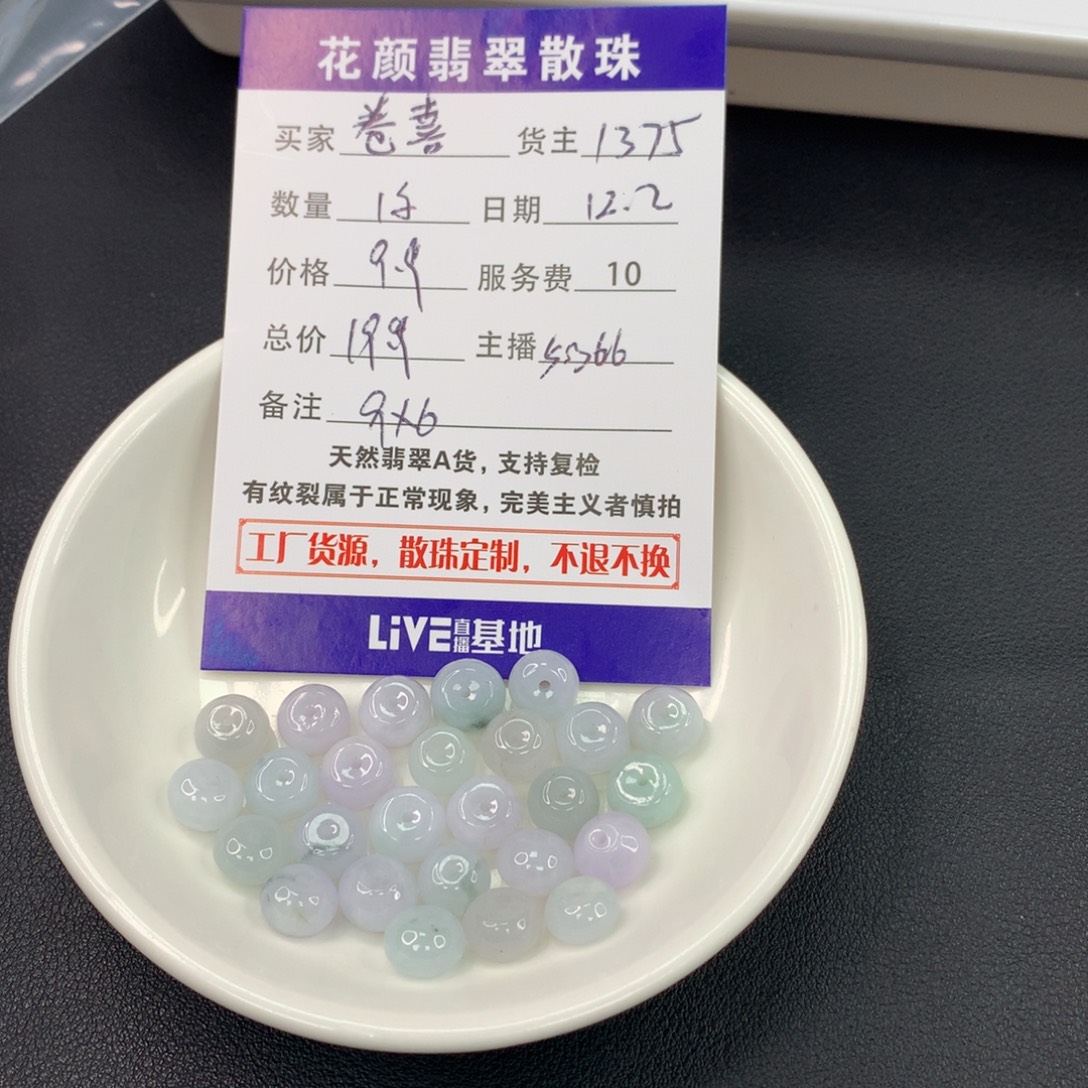 花颜翡翠散珠
买家 卷喜 货主 1375
数量 1份 日期 12.2
价格 9.9 服务费 10
总价 19.9 主播
备注 9x6
天然翡翠A货，支持复检
有纹裂属于正常现象，完美主义者慎拍
工厂货源，散珠定制，不退不换
LiVE直播基地